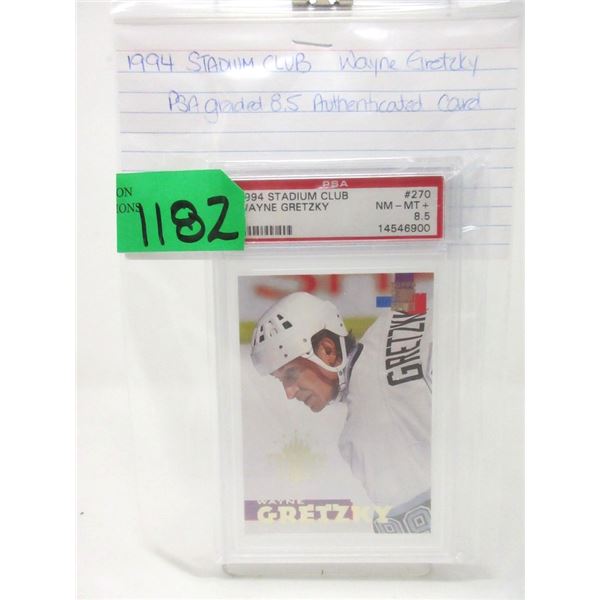 1994 STADIUM CLUB Wayne Gretzky
PSA graded 8.5 Authenticated Card
PSA
1994 STADIUM CLUB #270
WAYNE GRETZKY NM-MT+
8.5
14546900
ON
IONS
1182
GRETZK
WAYNE
GRETZKY